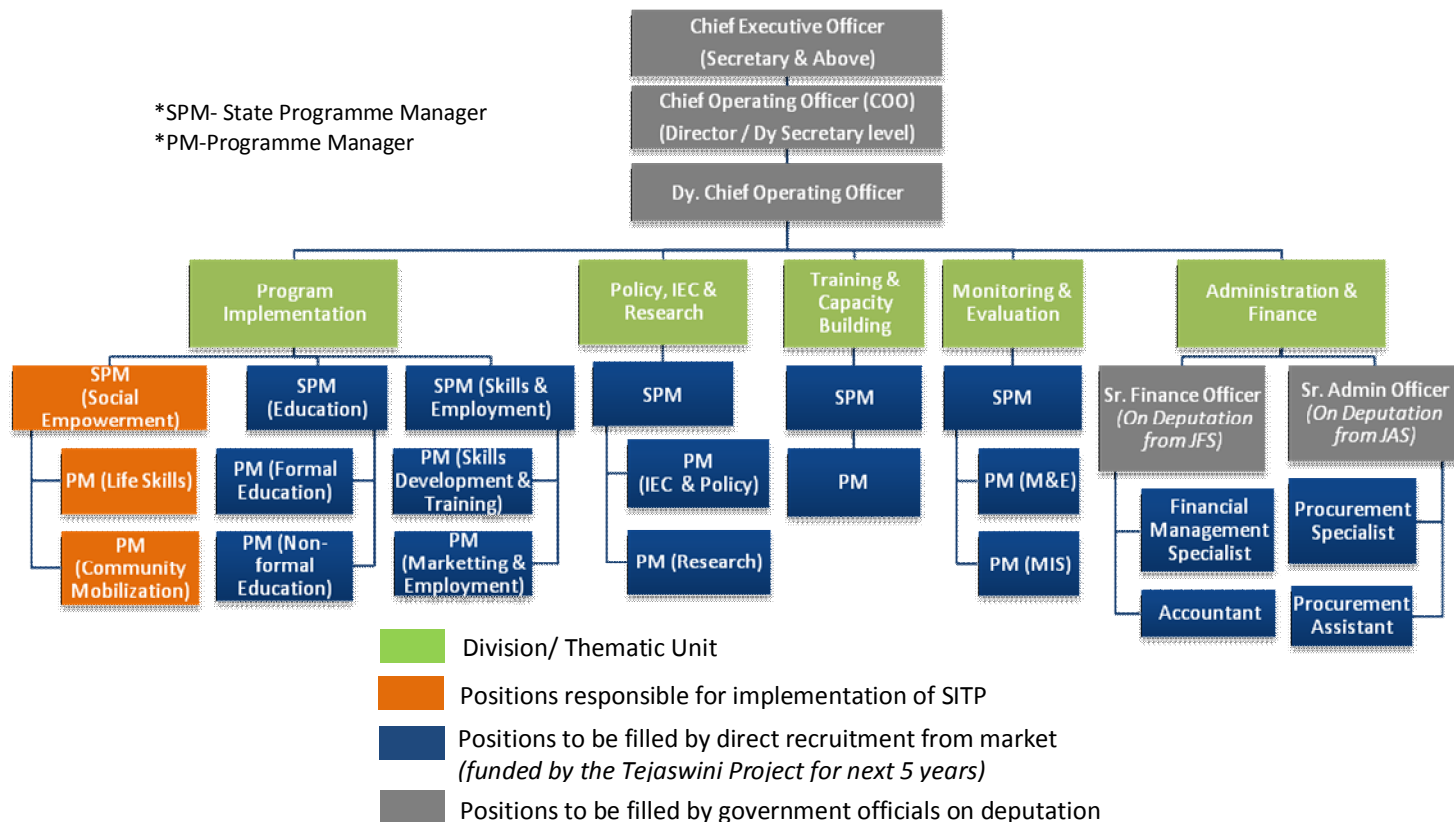 Chief Executive Officer
(Secretary & Above)
*SPM- State Programme Manager
*PM-Programme Manager
Chief Operating Officer (COO)
(Director / Dy Secretary level)
Dy. Chief Operating Officer
Program
Implementation
Policy, IEC &
Research
Training &
Capacity
Building
Monitoring &
Evaluation
Administration &
Finance
SPM
(Social
Empowerment)
SPM
(Education)
SPM (Skills &
Employment)
SPM
SPM
SPM
Sr. Finance Officer
(On Deputation
from JFS)
Sr. Admin Officer
(On Deputation
from JAS)
PM (Life Skills)
PM (Formal
Education)
PM (Skills
Development &
Training)
PM
(IEC & Policy)
PM
PM (M&E)
Financial
Management
Specialist
Procurement
Specialist
PM
(Community
Mobilization)
PM (Non-
formal
Education)
PM
(Marketting &
Employment)
PM (Research)
PM (MIS)
Accountant
Procurement
Assistant
Division/ Thematic Unit
Positions responsible for implementation of SITP
Positions to be filled by direct recruitment from market
(funded by the Tejaswini Project for next 5 years)
Positions to be filled by government officials on deputation